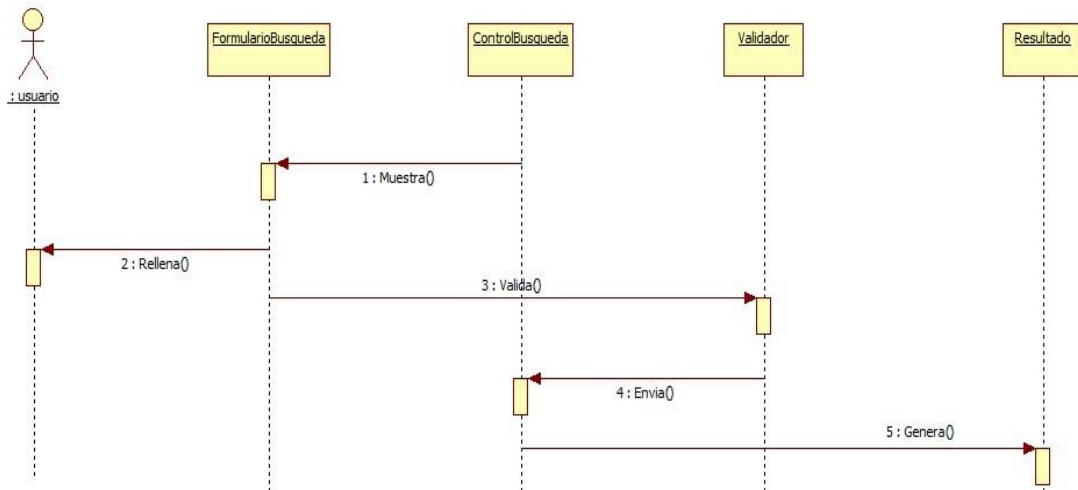 FormularioBusqueda
ControlBusqueda
Validador
Resultado
: usuario
1 : Muestra()
2 : Rellena()
3 : Valida()
4 : Envia()
5 : Genera()